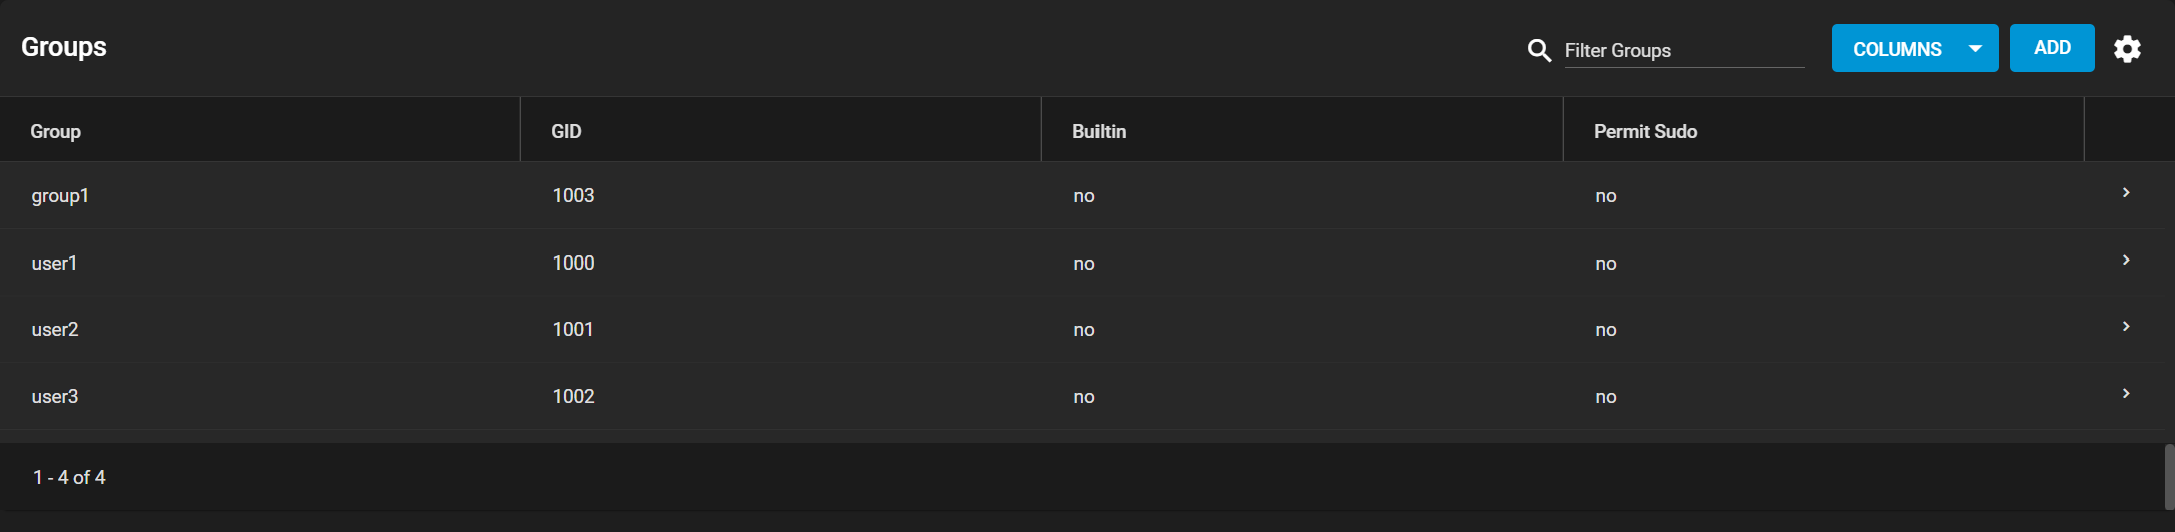 Groups
Filter Groups
COLUMNS
ADD
Group GID Builtin Permit Sudo
group1 1003 no no
user1 1000 no no
user2 1001 no no
user3 1002 no no
1 - 4 of 4